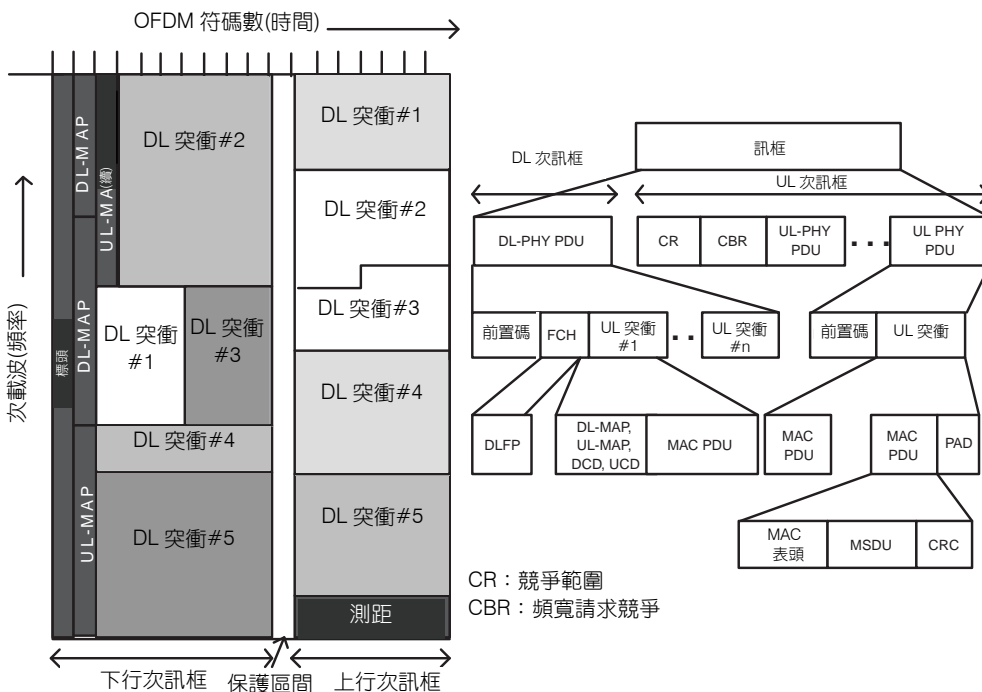 OFDM 符碼數(時間)
次載波(頻率)
標頭
DL-M AP
DL-MAP
UL-MAP
UL-MA(續)
DL 突衝#2
DL 突衝
#1
DL 突衝
#3
DL 突衝#4
DL 突衝#5
DL 突衝#1
DL 突衝#2
DL 突衝#3
DL 突衝#4
DL 突衝#5
測距
下行次訊框
保護區間
上行次訊框
訊框
DL 次訊框
UL 次訊框
DL-PHY PDU
CR
CBR
UL-PHY
PDU
UL PHY
PDU
前置碼
FCH
UL 突衝
#1
UL 突衝
#n
前置碼
UL 突衝
DLFP
DL-MAP,
UL-MAP,
DCD, UCD
MAC PDU
MAC
PDU
MAC
PDU
PAD
MAC
表頭
MSDU
CRC
CR：競爭範圍
CBR：頻寬請求競爭